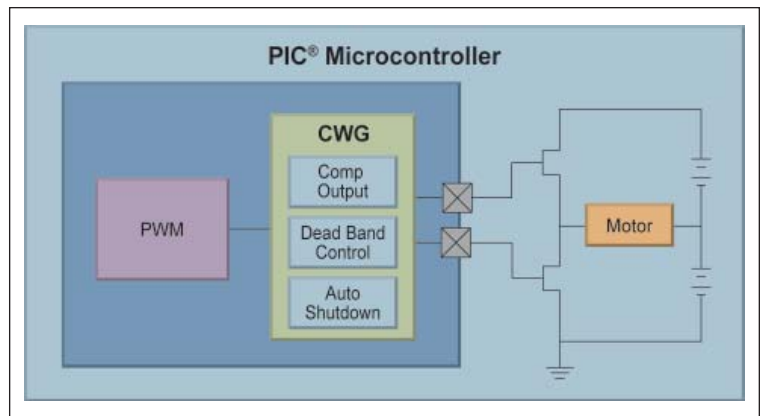 PIC® Microcontroller
CWG
Comp
Output
PWM
Dead Band
Control
Auto
Shutdown
Motor